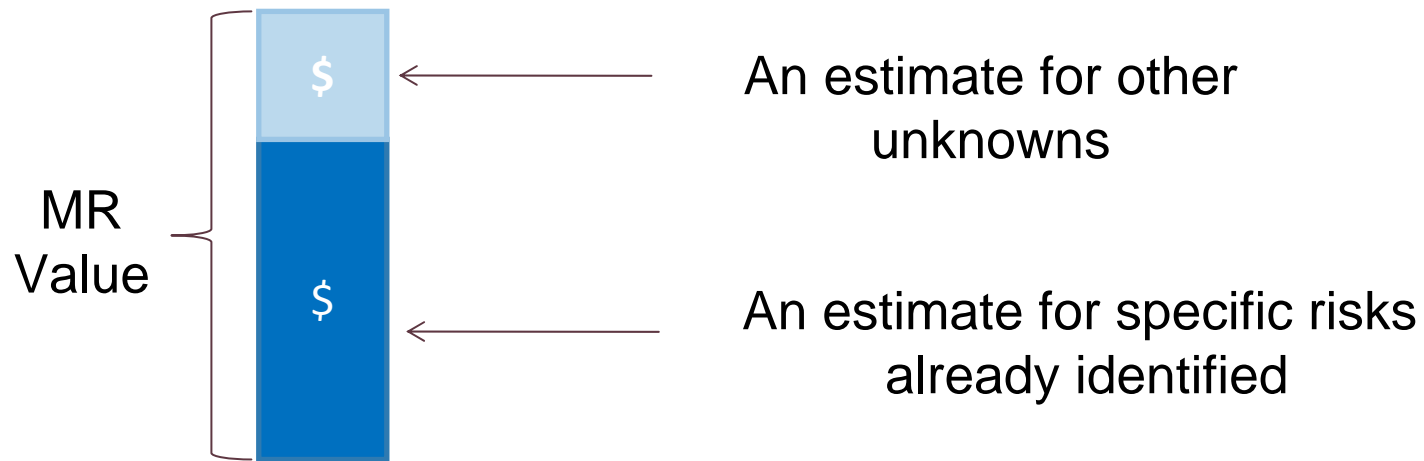 $
An estimate for other
unknowns
MR
Value
$
An estimate for specific risks
already identified